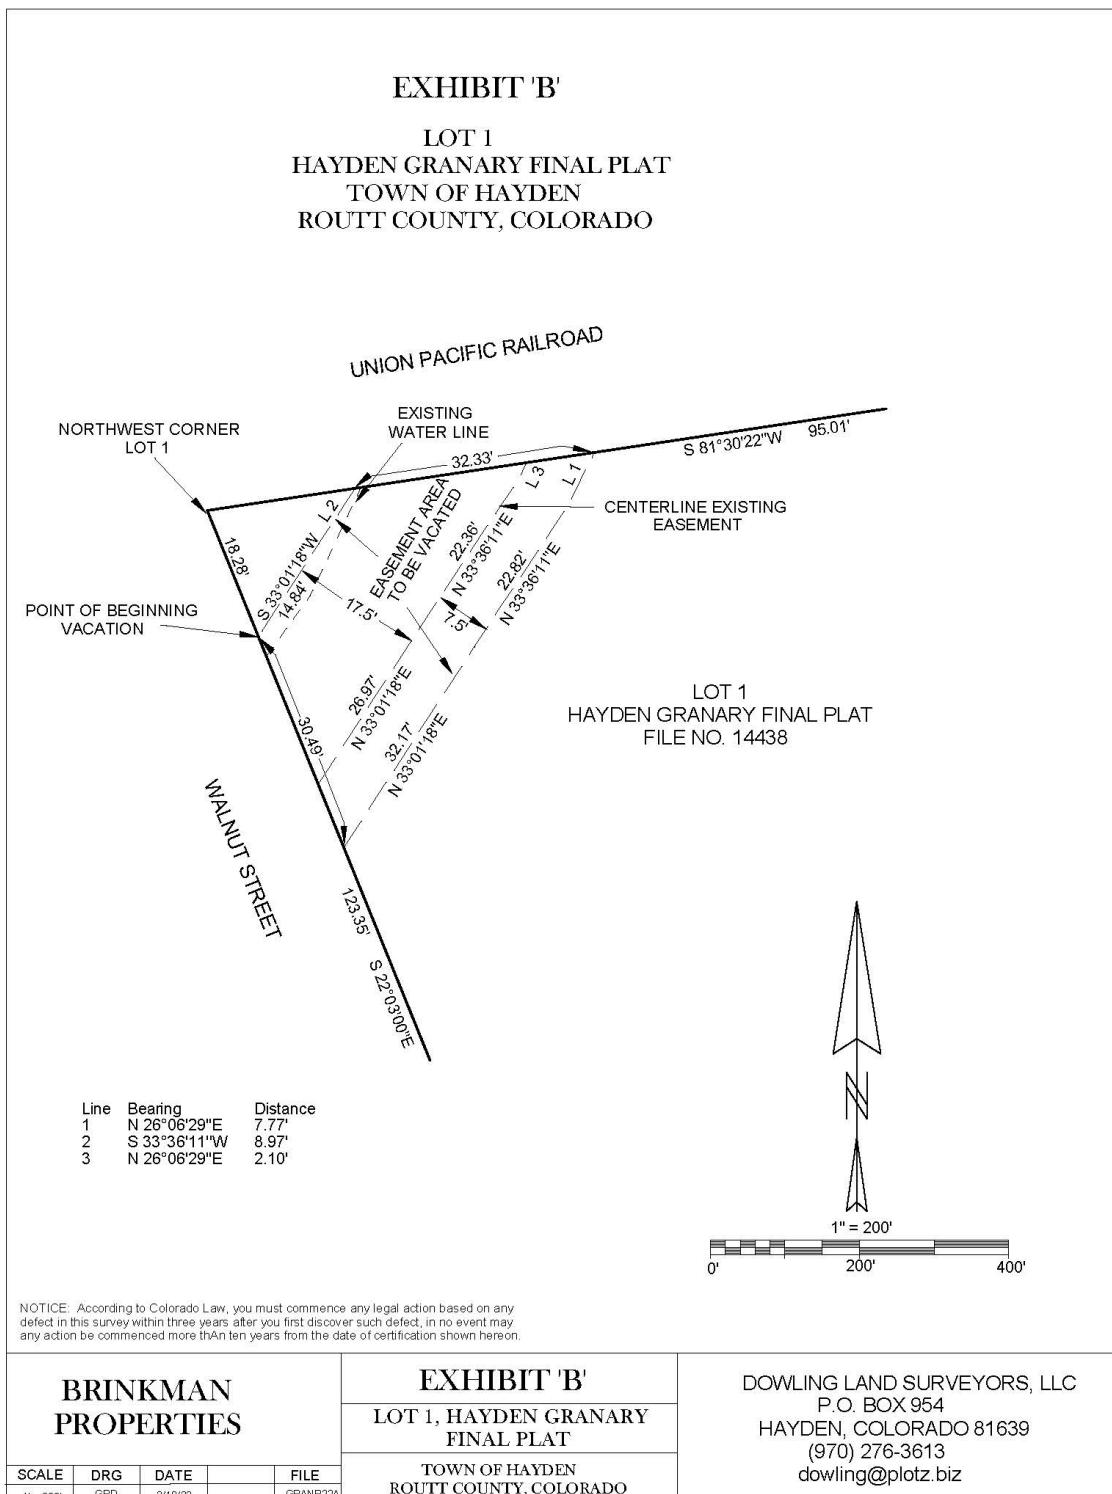 EXHIBIT 'B'
LOT 1
HAYDEN GRANARY FINAL PLAT
TOWN OF HAYDEN
ROUTT COUNTY, COLORADO
UNION PACIFIC RAILROAD
NORTHWEST CORNER
LOT 1
EXISTING
WATER LINE
32.33'
S 81°30'22"W 95.01'
L 2
L 3
L 1
CENTERLINE EXISTING
EASEMENT
EASEMENT AREA
TO BE VACATED
18.28'
S 33°01'18"W
14.84'
22.36'
N 33°36'11"E
22.82'
N 33°36'11"E
POINT OF BEGINNING
VACATION
17.5'
7.5'
26.97'
N 33°01'18"E
32.17'
N 33°01'18"E
30.49'
LOT 1
HAYDEN GRANARY FINAL PLAT
FILE NO. 14438
WALNUT STREET
123.35'
S 22°03'00"E
Line Bearing Distance
1 N 26°06'29"E 7.77'
2 S 33°36'11"W 8.97'
3 N 26°06'29"E 2.10'
N
1" = 200'
0' 200' 400'
NOTICE: According to Colorado Law, you must commence any legal action based on any
defect in this survey within three years after you first discover such defect, in no event may
any action be commenced more thAn ten years from the date of certification shown hereon.
BRINKMAN
PROPERTIES
SCALE DRG DATE FILE
EXHIBIT 'B'
LOT 1, HAYDEN GRANARY
FINAL PLAT
TOWN OF HAYDEN
ROUTT COUNTY, COLORADO
DOWLING LAND SURVEYORS, LLC
P.O. BOX 954
HAYDEN, COLORADO 81639
(970) 276-3613
dowling@plotz.biz